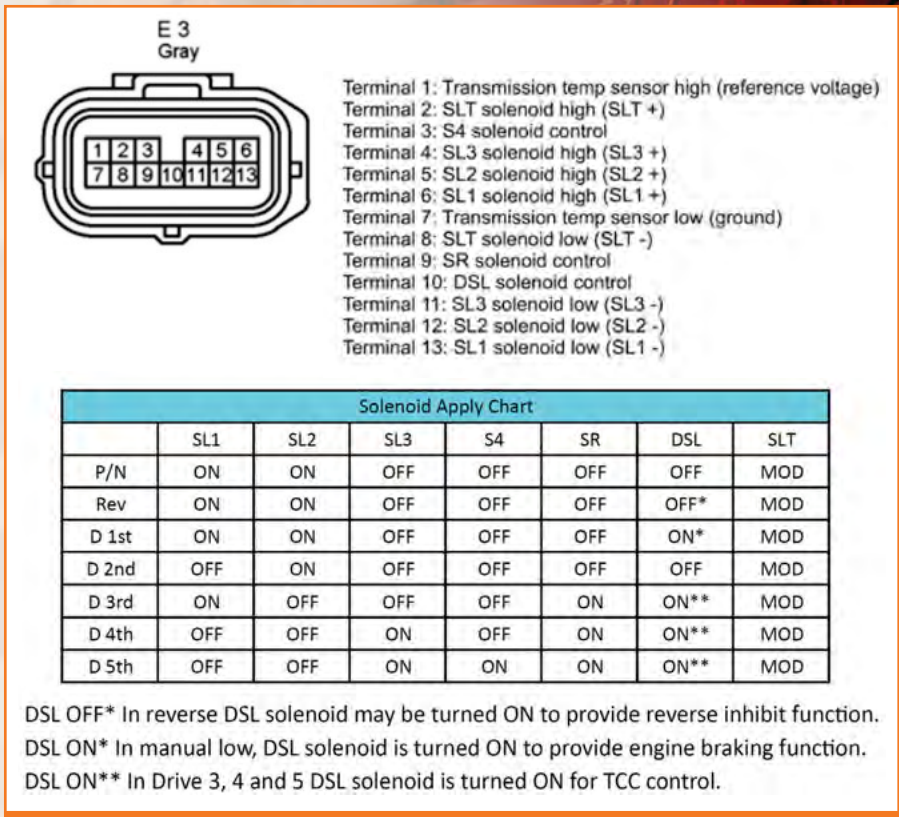 E 3
Gray
1 2 3 4 5 6
7 8 9 10 11 12 13
Terminal 1: Transmission temp sensor high (reference voltage)
Terminal 2: SLT solenoid high (SLT +)
Terminal 3: S4 solenoid control
Terminal 4: SL3 solenoid high (SL3 +)
Terminal 5: SL2 solenoid high (SL2 +)
Terminal 6: SL1 solenoid high (SL1 +)
Terminal 7: Transmission temp sensor low (ground)
Terminal 8: SLT solenoid low (SLT -)
Terminal 9: SR solenoid control
Terminal 10: DSL solenoid control
Terminal 11: SL3 solenoid low (SL3 -)
Terminal 12: SL2 solenoid low (SL2 -)
Terminal 13: SL1 solenoid low (SL1 -)
Solenoid Apply Chart
SL1 SL2 SL3 S4 SR DSL SLT
P/N ON ON OFF OFF OFF OFF MOD
Rev ON ON OFF OFF OFF OFF* MOD
D 1st ON ON OFF OFF OFF ON* MOD
D 2nd OFF ON OFF OFF OFF OFF MOD
D 3rd ON OFF OFF OFF ON ON** MOD
D 4th OFF OFF ON OFF ON ON** MOD
D 5th OFF OFF ON ON ON ON** MOD
DSL OFF* In reverse DSL solenoid may be turned ON to provide reverse inhibit function.
DSL ON* In manual low, DSL solenoid is turned ON to provide engine braking function.
DSL ON** In Drive 3, 4 and 5 DSL solenoid is turned ON for TCC control.